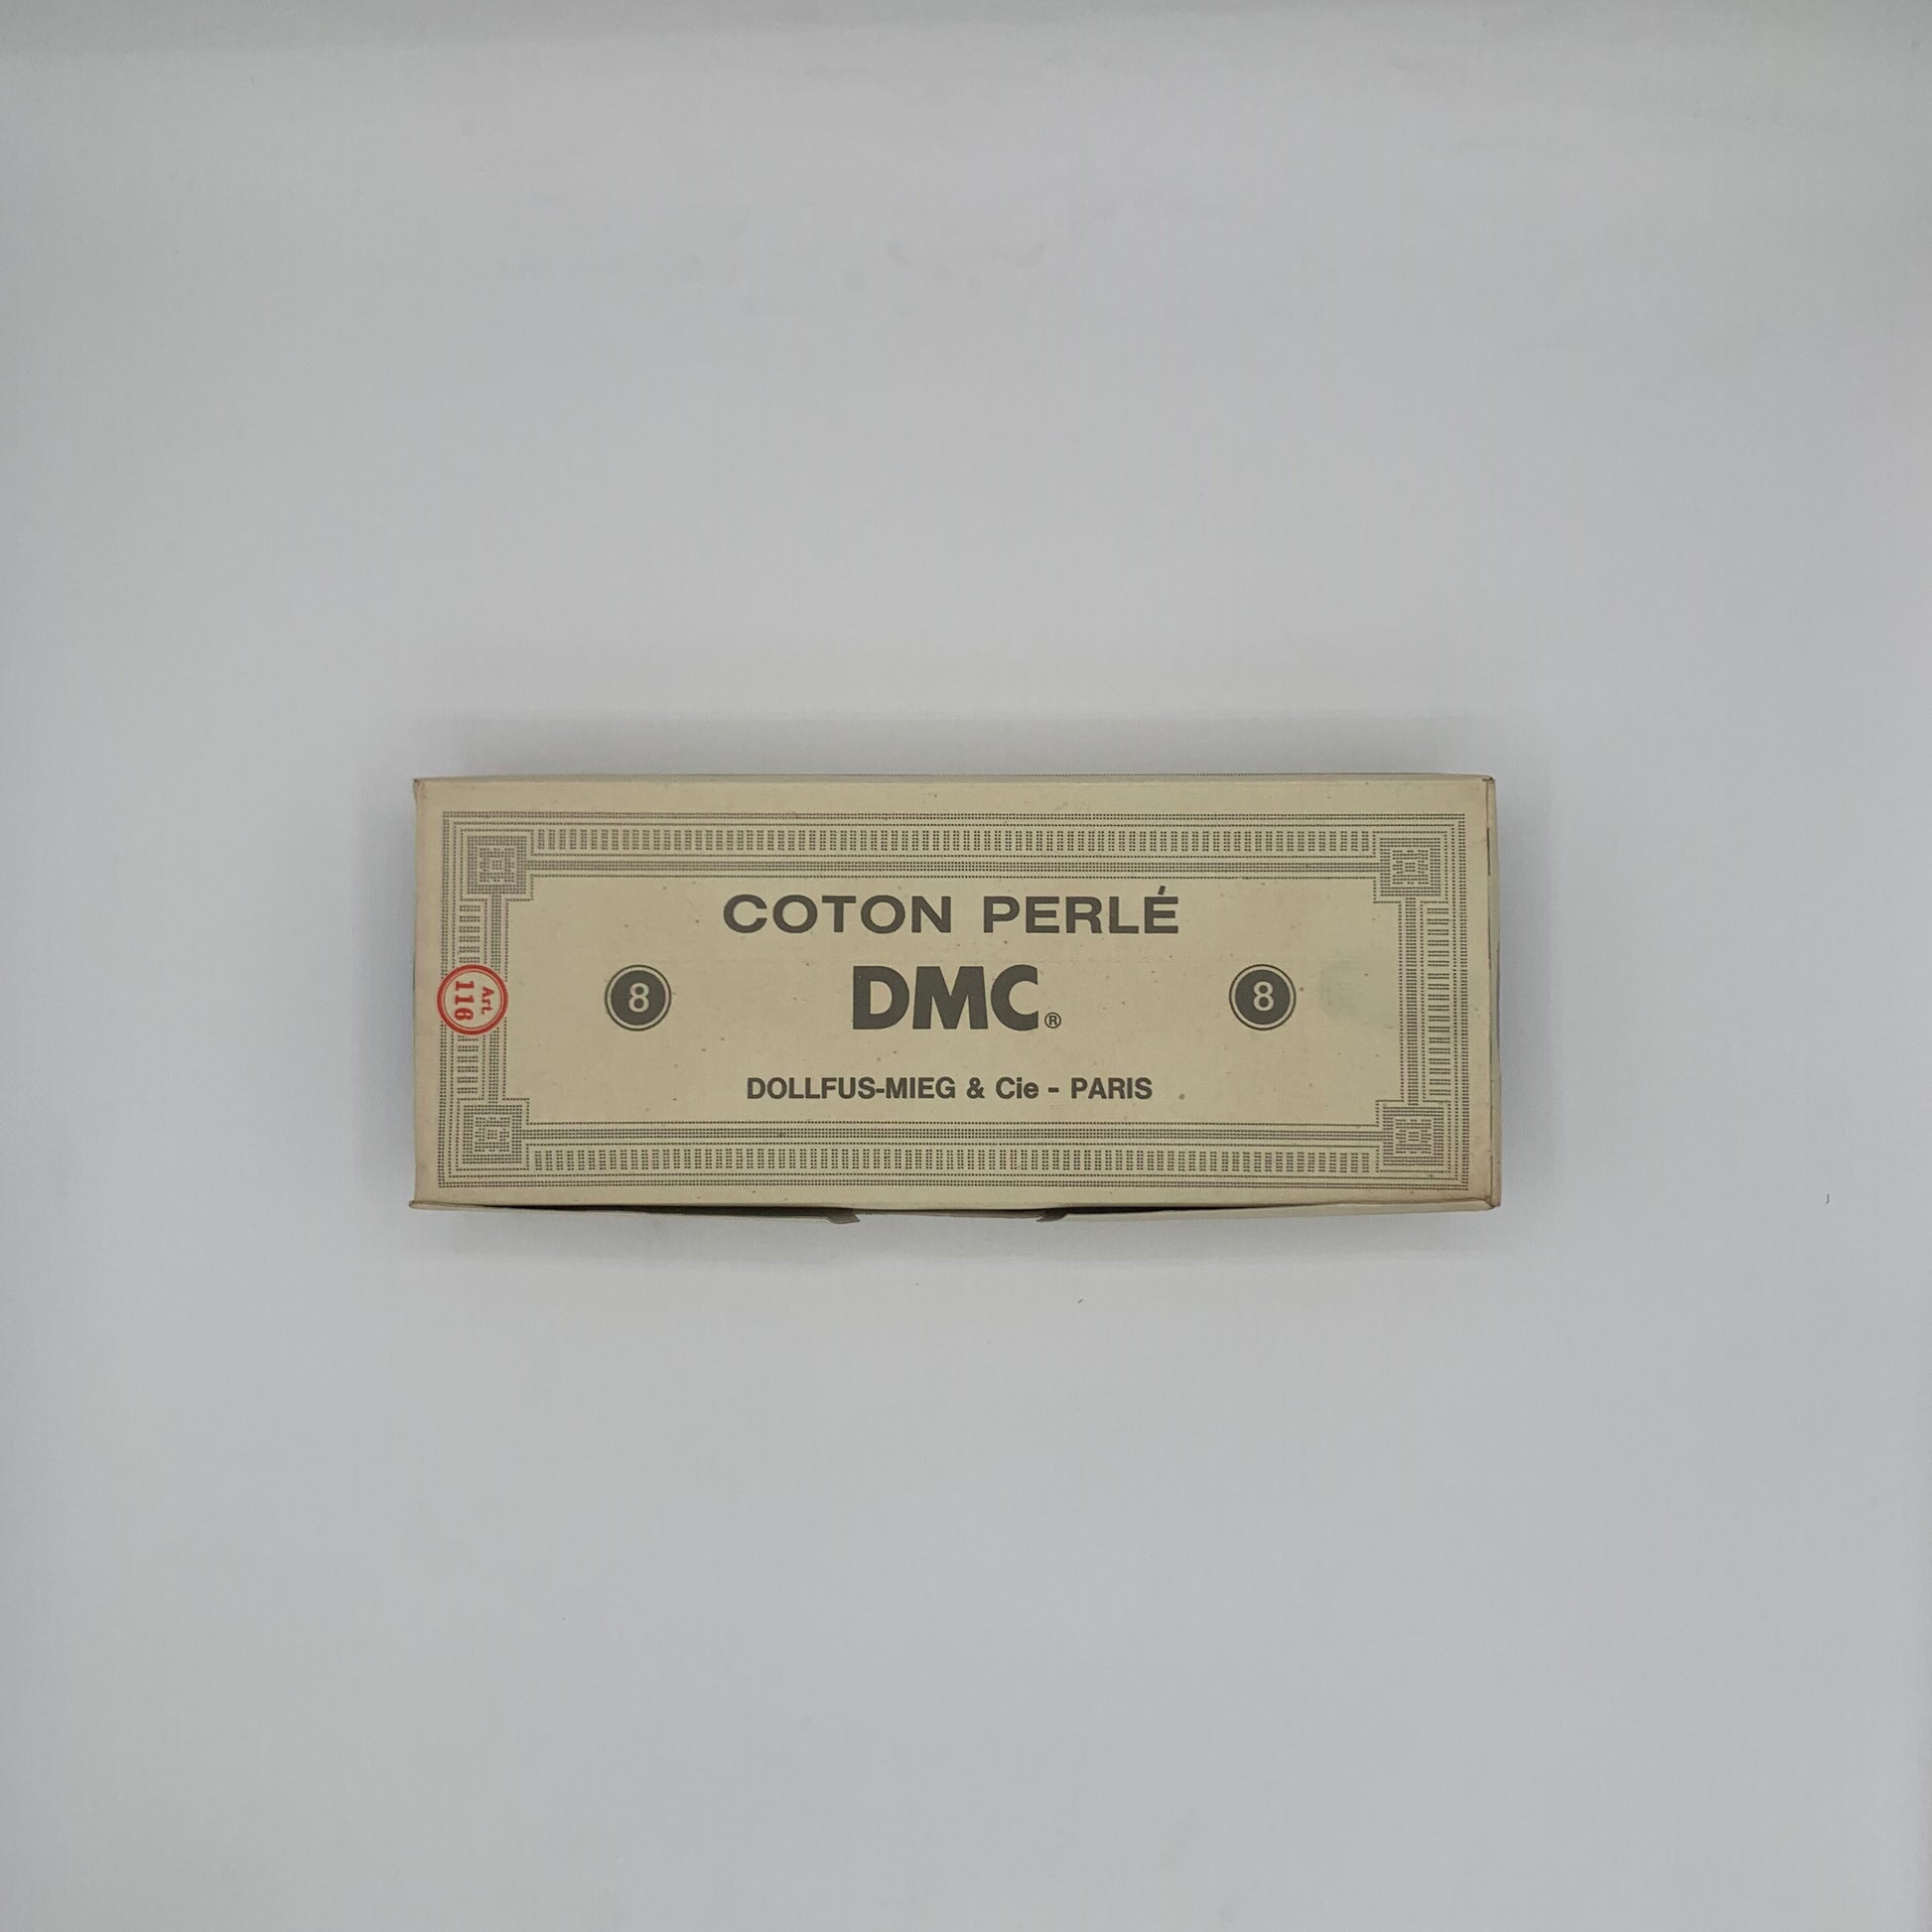 COTON PERLÉ
Art.
116
8
DMC®
8
DOLLFUS-MIEG & Cie - PARIS